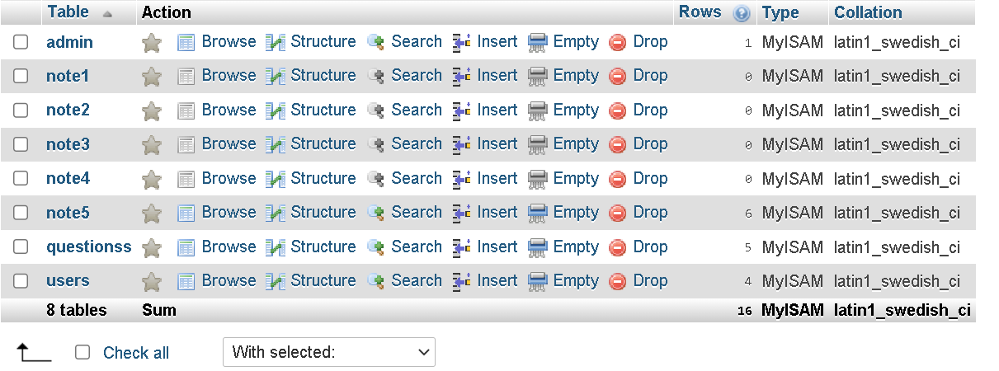 Table Action Rows Type Collation
admin Browse Structure Search Insert Empty Drop 1 MyISAM latin1_swedish_ci
note1 Browse Structure Search Insert Empty Drop 0 MyISAM latin1_swedish_ci
note2 Browse Structure Search Insert Empty Drop 0 MyISAM latin1_swedish_ci
note3 Browse Structure Search Insert Empty Drop 0 MyISAM latin1_swedish_ci
note4 Browse Structure Search Insert Empty Drop 0 MyISAM latin1_swedish_ci
note5 Browse Structure Search Insert Empty Drop 6 MyISAM latin1_swedish_ci
questionss Browse Structure Search Insert Empty Drop 5 MyISAM latin1_swedish_ci
users Browse Structure Search Insert Empty Drop 4 MyISAM latin1_swedish_ci
8 tables Sum 16 MyISAM latin1_swedish_ci
Check all With selected: